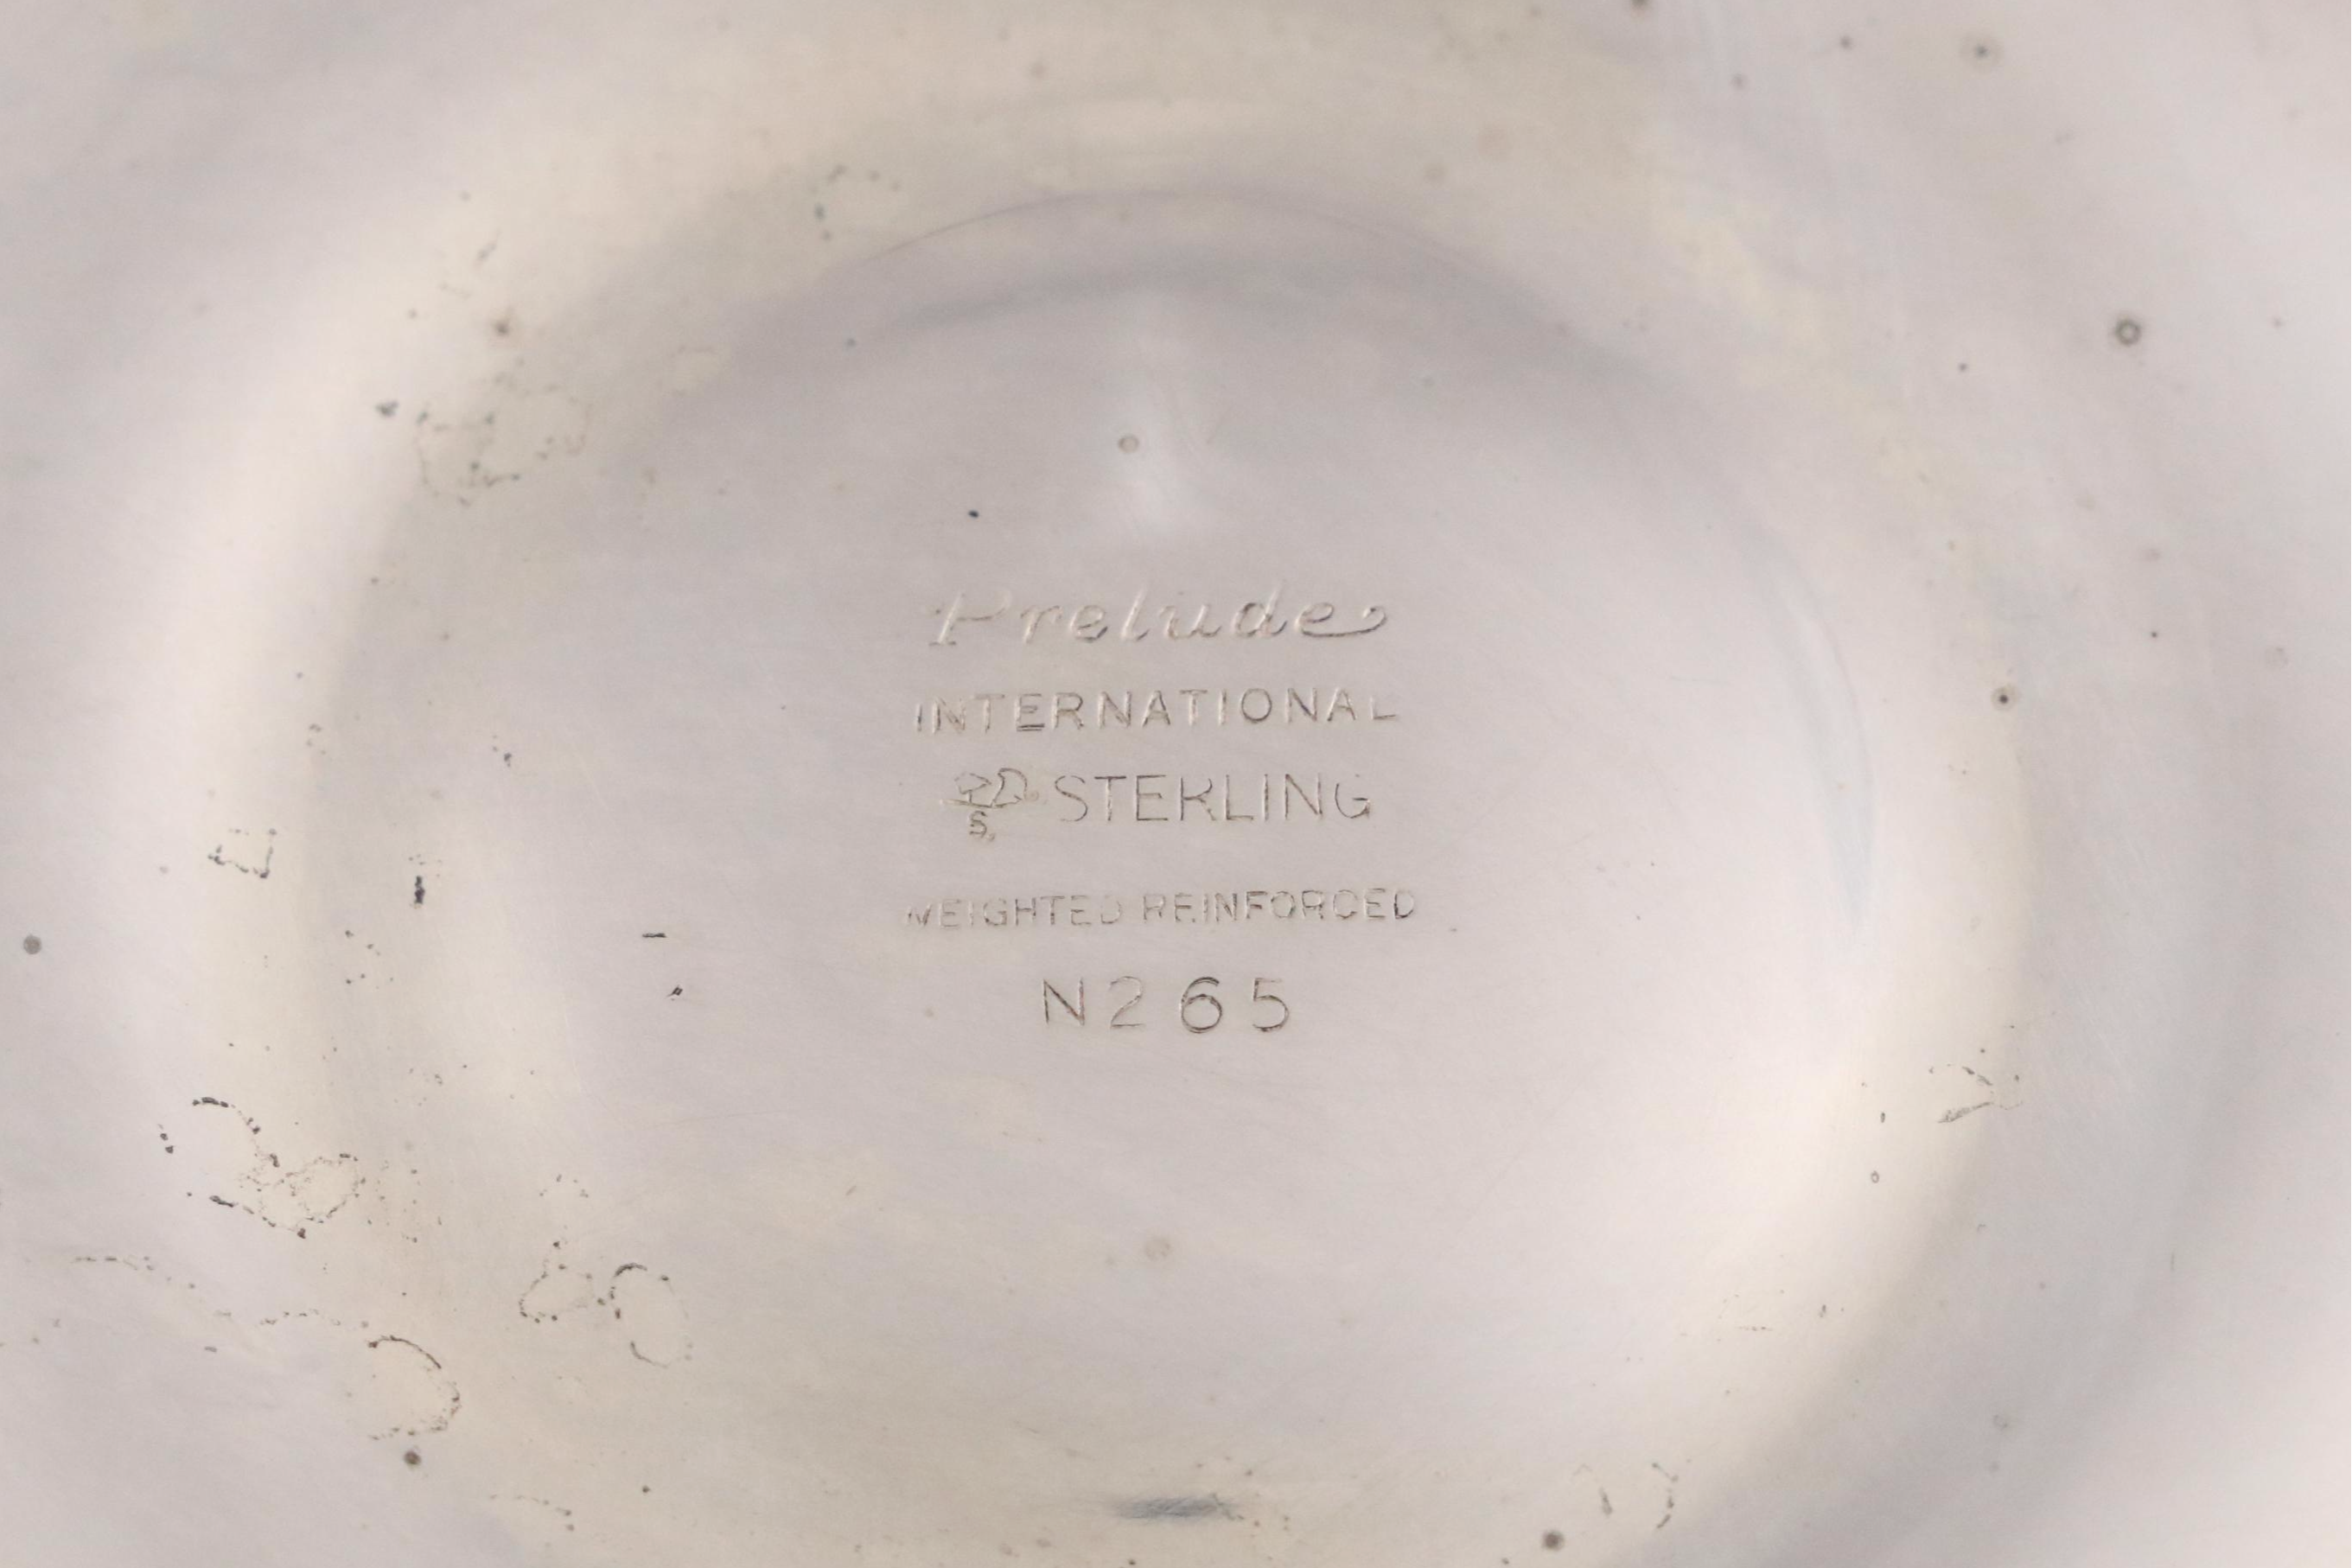 Prelude
INTERNATIONAL
S STERLING
WEIGHTED REINFORCED
N265